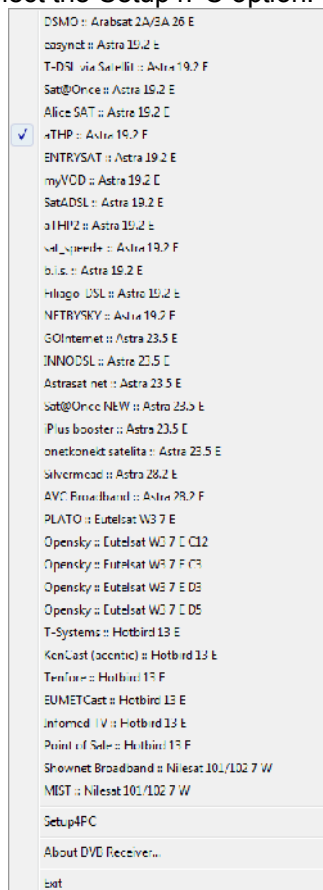 the Setup4PC option.
DSMO :: Arabsat 2A/3A 26 E
easynet :: Astra 19.2 E
T-DSL via Satellit :: Astra 19.2 E
Sat@Once :: Astra 19.2 E
Alice SAT :: Astra 19.2 E
aTHP :: Astra 19.2 E
ENTRYSAT :: Astra 19.2 E
myVOD :: Astra 19.2 E
SatADSL :: Astra 19.2 E
aTHP2 :: Astra 19.2 E
sat_speed+ :: Astra 19.2 E
b.i.s. :: Astra 19.2 E
Filiago DSL :: Astra 19.2 E
NETBYSKY :: Astra 19.2 E
GOInternet :: Astra 23.5 E
INNODSL :: Astra 23.5 E
Astrasat net :: Astra 23.5 E
Sat@Once NEW :: Astra 23.5 E
iPlus booster :: Astra 23.5 E
onetkonekt satelita :: Astra 23.5 E
Silvermead :: Astra 28.2 E
AVC Broadband :: Astra 28.2 E
PLATO :: Eutelsat W3 7 E
Opensky :: Eutelsat W3 7 E C12
Opensky :: Eutelsat W3 7 E C3
Opensky :: Eutelsat W3 7 E D3
Opensky :: Eutelsat W3 7 E D5
T-Systems :: Hotbird 13 E
KenCast (acentic) :: Hotbird 13 E
Tenfore :: Hotbird 13 E
EUMETCast :: Hotbird 13 E
Infomed TV :: Hotbird 13 E
Point of Sale :: Hotbird 13 E
Shownet Broadband :: Nilesat 101/102 7 W
MIST :: Nilesat 101/102 7 W
Setup4PC
About DVB Receiver...
Exit